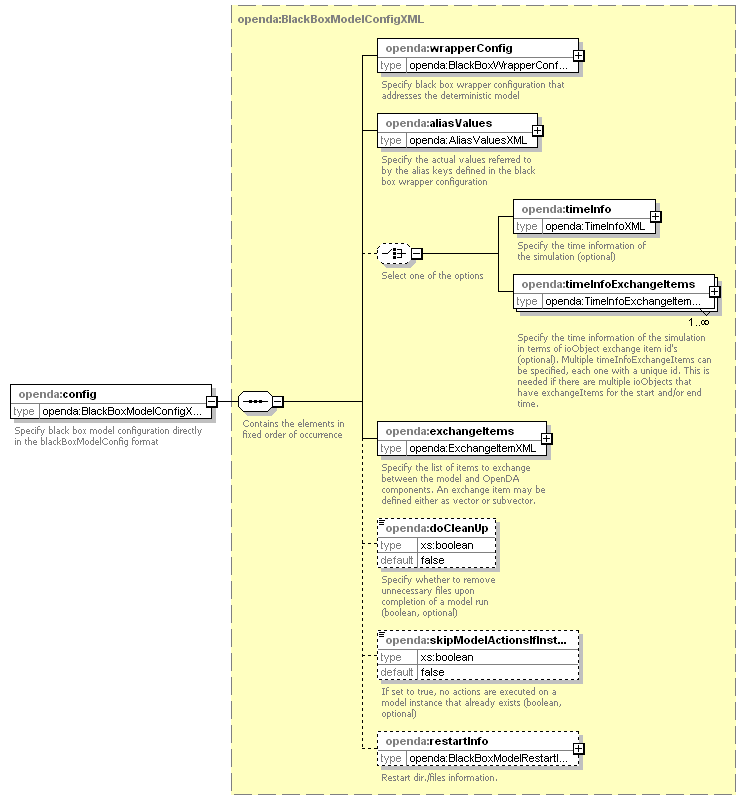 openda:BlackBoxModelConfigXML
openda:wrapperConfig
type openda:BlackBoxWrapperConf...
Specify black box wrapper configuration that
addresses the deterministic model
openda:aliasValues
type openda:AliasValuesXML
Specify the actual values referred to
by the alias keys defined in the black
box wrapper configuration
openda:timeInfo
type openda:TimeInfoXML
Specify the time information of
the simulation (optional)
Select one of the options
openda:timeInfoExchangeItems
type openda:TimeInfoExchangeItem...
1..∞
Specify the time information of the simulation
in terms of ioObject exchange item id's
(optional). Multiple timeInfoExchangeItems can
be specified, each one with a unique id. This is
needed if there are multiple ioObjects that
have exchangeItems for the start and/or end
time.
openda:config
type openda:BlackBoxModelConfigX...
Specify black box model configuration directly
in the blackBoxModelConfig format
Contains the elements in
fixed order of occurrence
openda:exchangeItems
type openda:ExchangeItemXML
Specify the list of items to exchange
between the model and OpenDA
components. An exchange item may be
defined either as vector or subvector.
openda:doCleanUp
type xs:boolean
default false
Specify whether to remove
unnecessary files upon
completion of a model run
(boolean, optional)
openda:skipModelActionsIfInst...
type xs:boolean
default false
If set to true, no actions are executed on a
model instance that already exists (boolean,
optional)
openda:restartInfo
type openda:BlackBoxModelRestartI...
Restart dir./files information.